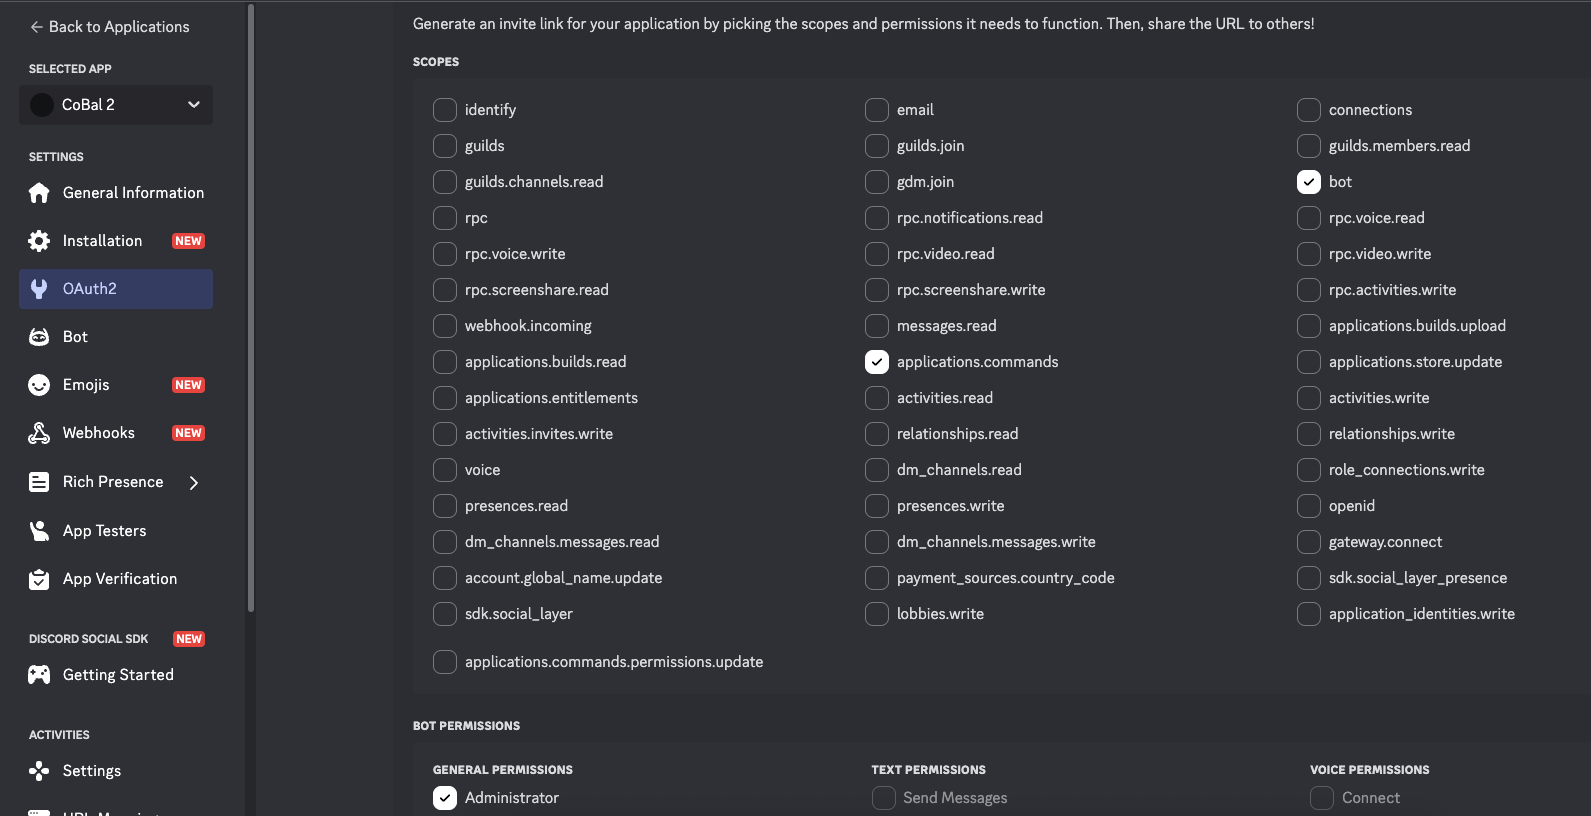 Back to Applications
SELECTED APP
CoBal 2
SETTINGS
General Information
Installation NEW
OAuth2
Bot
Emojis NEW
Webhooks NEW
Rich Presence
App Testers
App Verification
DISCORD SOCIAL SDK NEW
Getting Started
ACTIVITIES
Settings
Generate an invite link for your application by picking the scopes and permissions it needs to function. Then, share the URL to others!
SCOPES
identify email connections
guilds guilds.join guilds.members.read
guilds.channels.read gdm.join bot
rpc rpc.notifications.read rpc.voice.read
rpc.voice.write rpc.video.read rpc.video.write
rpc.screenshare.read rpc.screenshare.write rpc.activities.write
webhook.incoming messages.read applications.builds.upload
applications.builds.read applications.commands applications.store.update
applications.entitlements activities.read activities.write
activities.invites.write relationships.read relationships.write
voice dm_channels.read role_connections.write
presences.read presences.write openid
dm_channels.messages.read dm_channels.messages.write gateway.connect
account.global_name.update payment_sources.country_code sdk.social_layer_presence
sdk.social_layer lobbies.write application_identities.write
applications.commands.permissions.update
BOT PERMISSIONS
GENERAL PERMISSIONS TEXT PERMISSIONS VOICE PERMISSIONS
Administrator Send Messages Connect